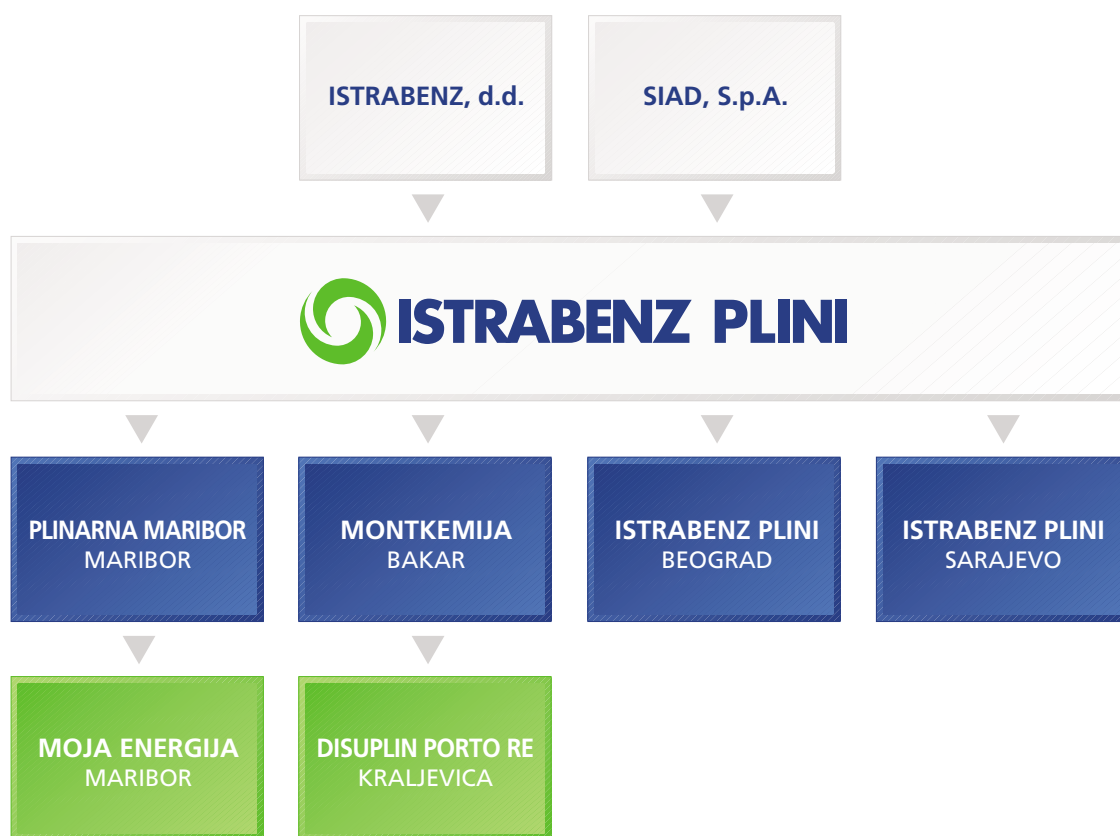 ISTRABENZ, d.d.
SIAD, S.p.A.
ISTRABENZ PLINI
PLINARNA MARIBOR
MARIBOR
MONTKEMIJA
BAKAR
ISTRABENZ PLINI
BEOGRAD
ISTRABENZ PLINI
SARAJEVO
MOJA ENERGIJA
MARIBOR
DISUPLIN PORTO RE
KRALJEVICA